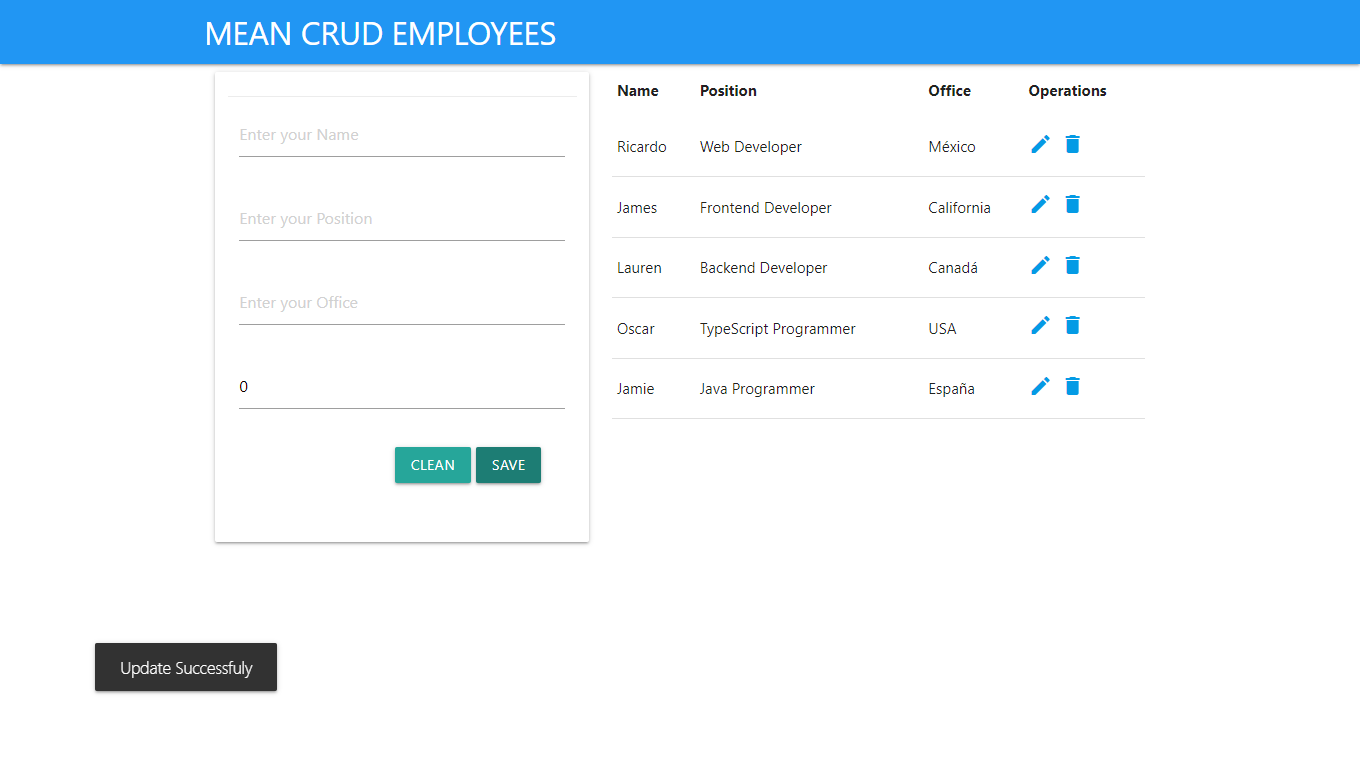 MEAN CRUD EMPLOYEES
Enter your Name
Enter your Position
Enter your Office
0
CLEAN SAVE
Name Position Office Operations
Ricardo Web Developer México
James Frontend Developer California
Lauren Backend Developer Canadá
Oscar TypeScript Programmer USA
Jamie Java Programmer España
Update Successfuly